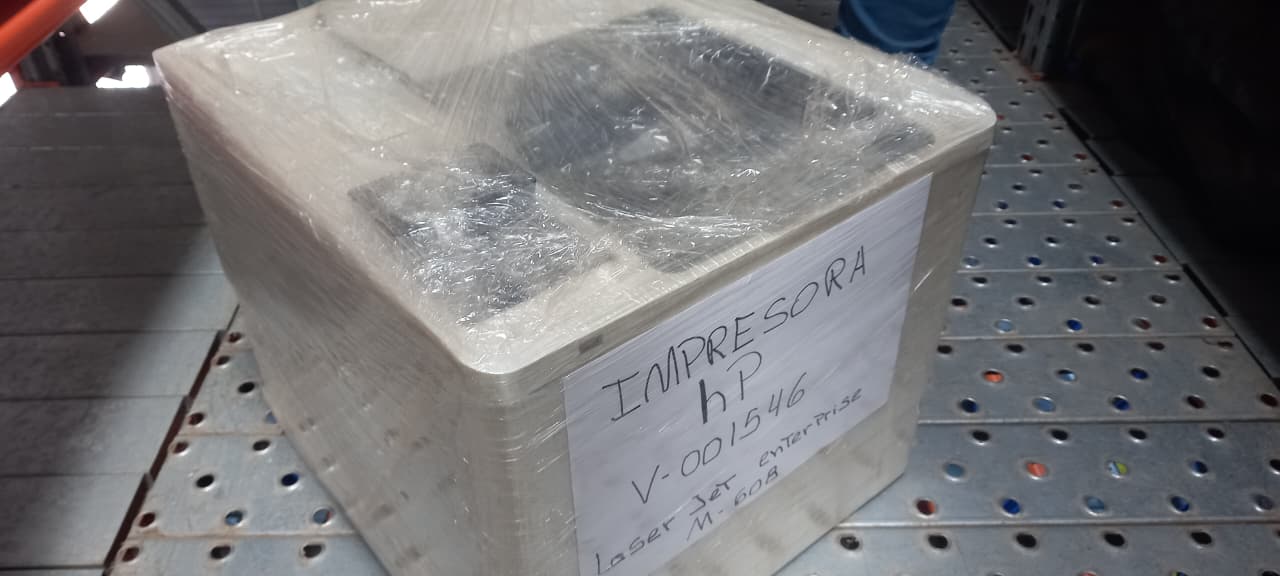 IMPRESORA
hP
V-001546
Laser Jet enterprise
M-608